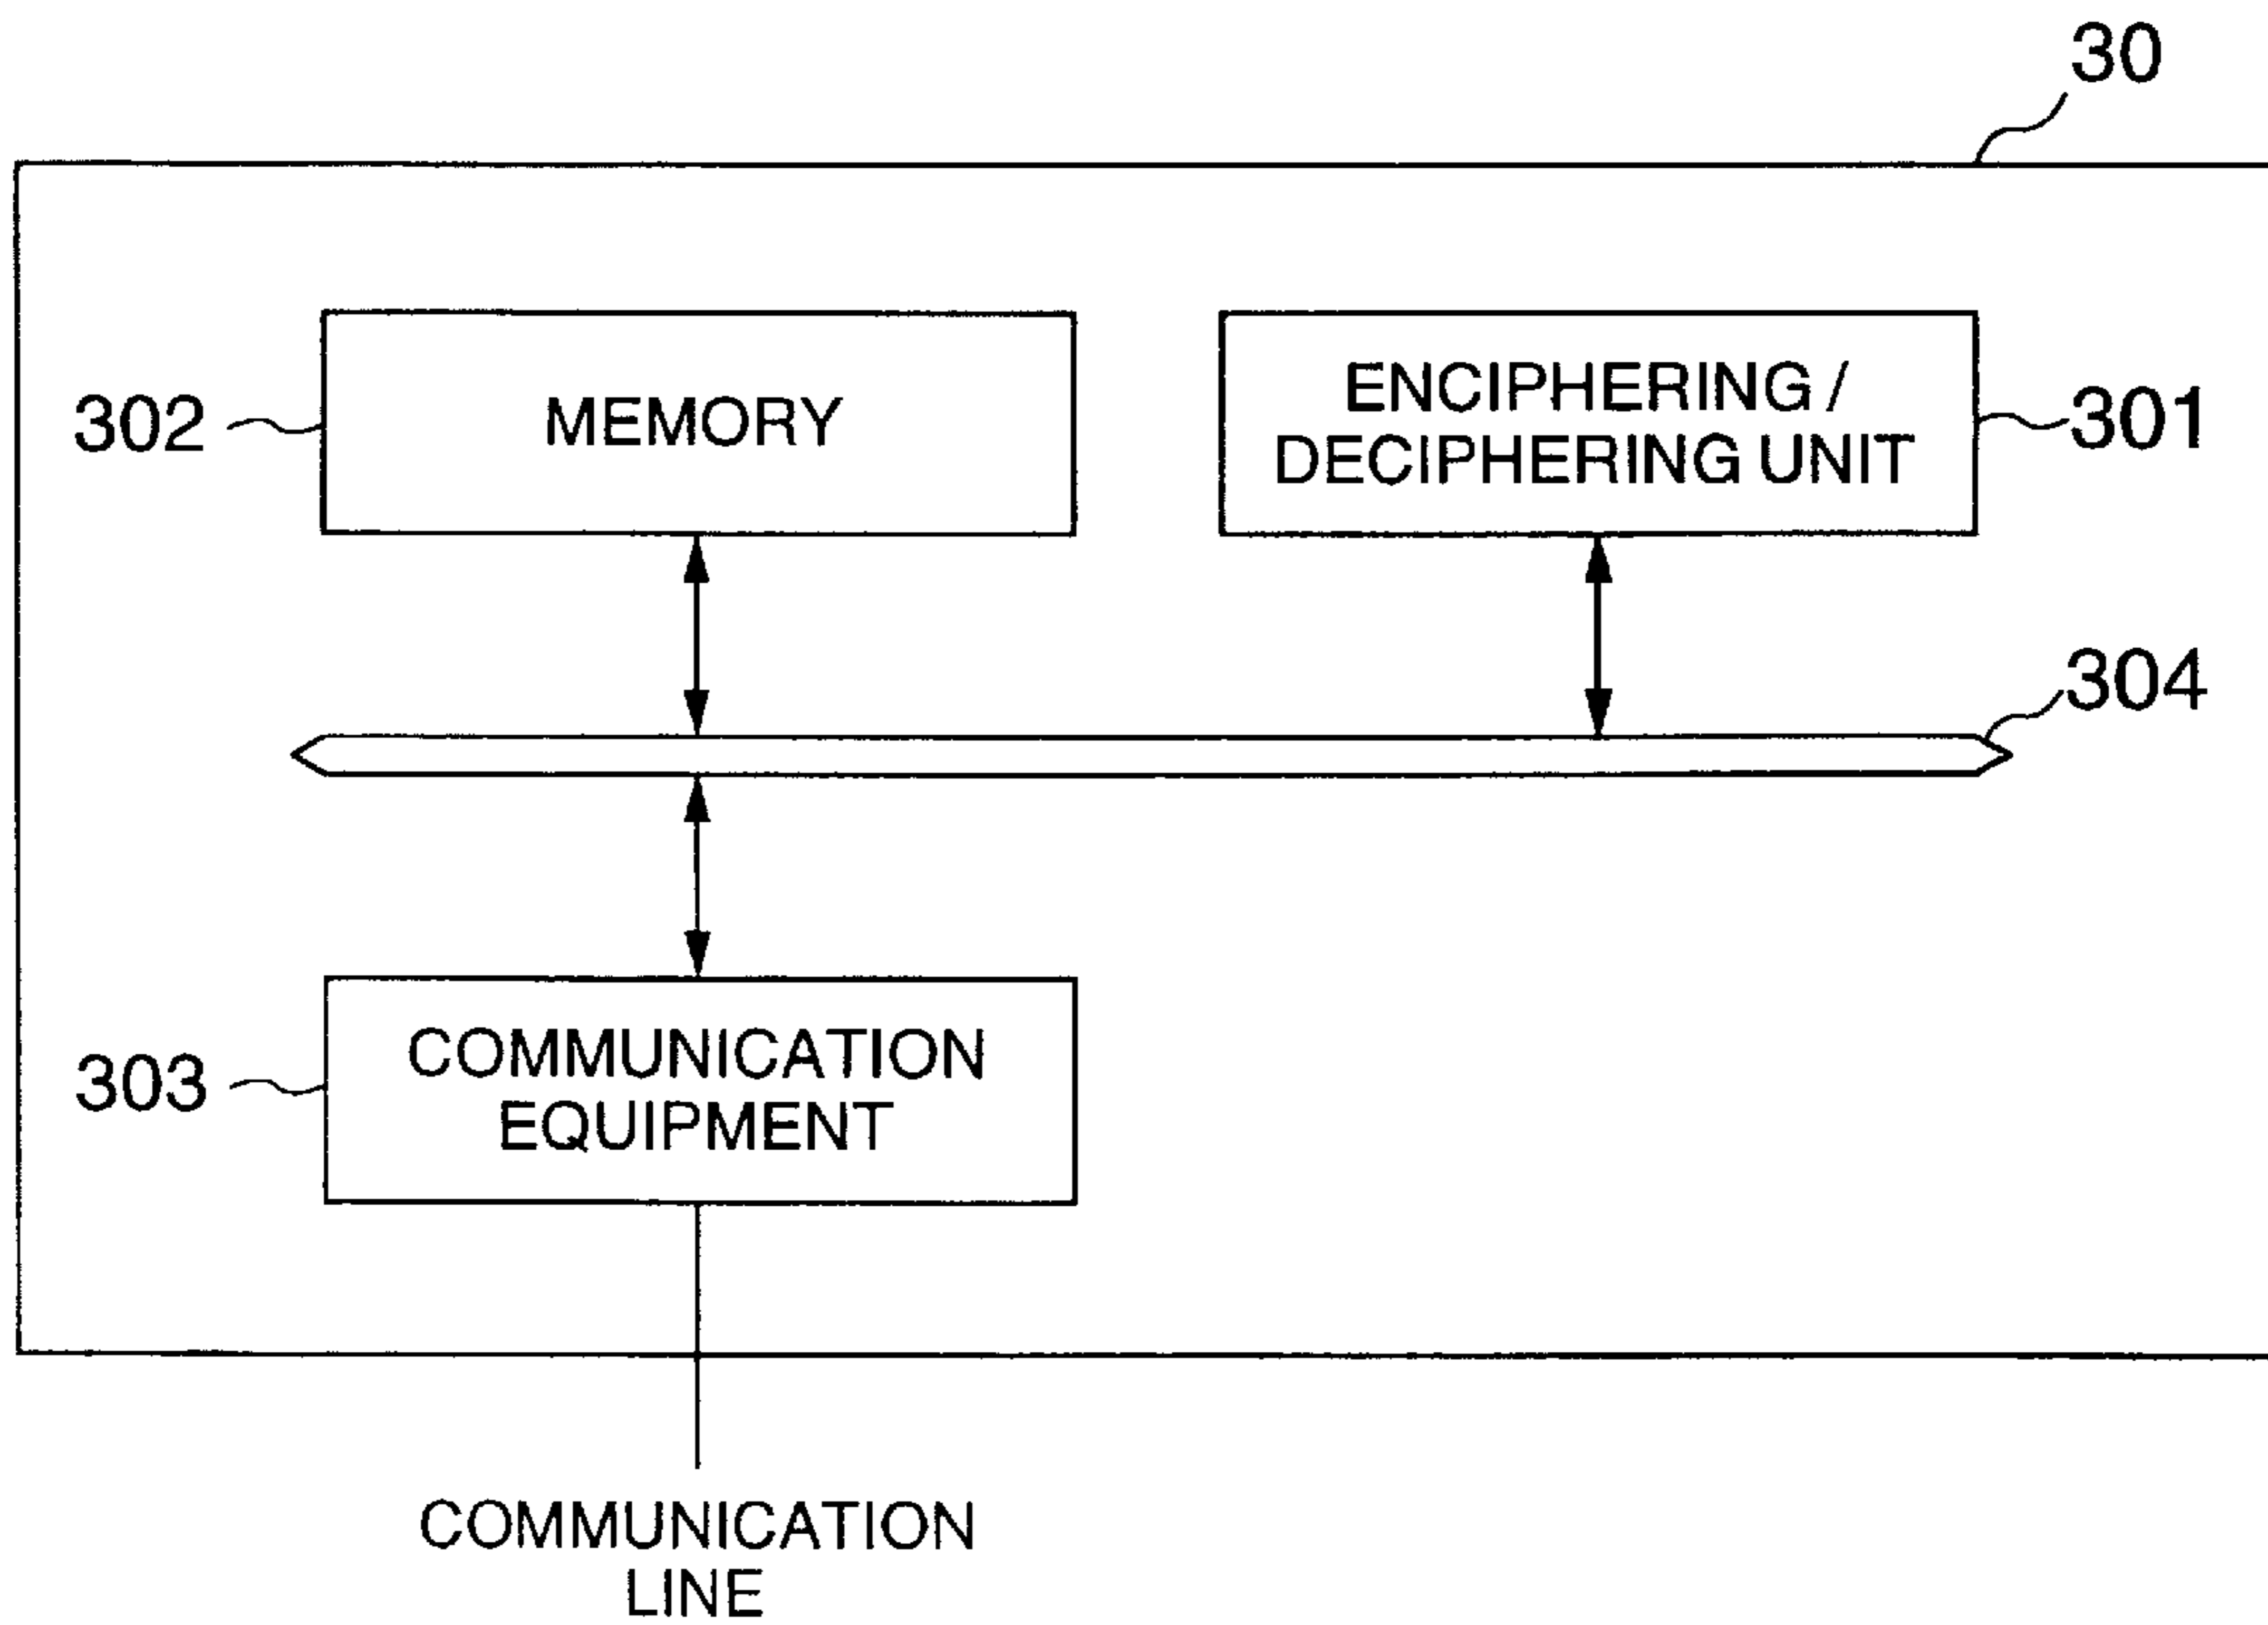 30
302
MEMORY
ENCIPHERING /
DECIPHERING UNIT
301
304
303
COMMUNICATION
EQUIPMENT
COMMUNICATION
LINE